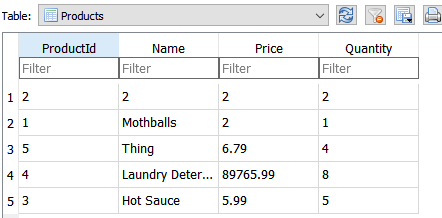 Table: Products
ProductId Name Price Quantity
Filter Filter Filter Filter
1 2 2 2 2
2 1 Mothballs 2 1
3 5 Thing 6.79 4
4 4 Laundry Deter... 89765.99 8
5 3 Hot Sauce 5.99 5